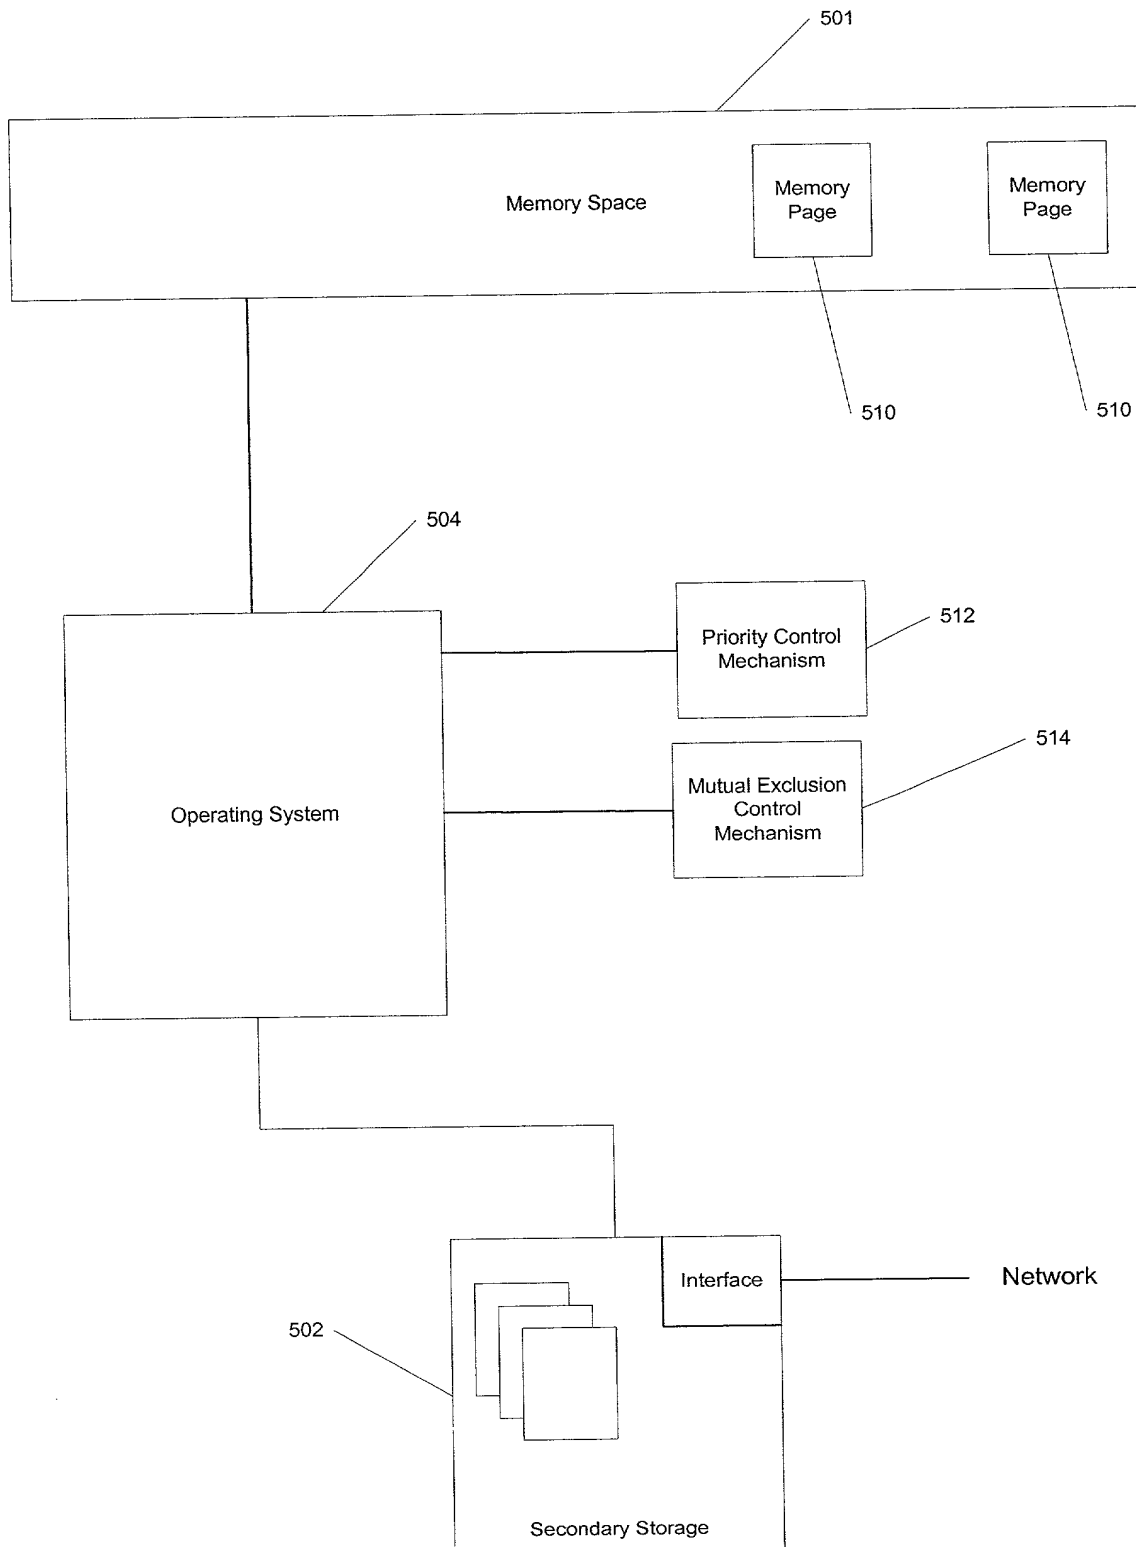 501
Memory Space
Memory
Page
Memory
Page
510
510
504
Priority Control
Mechanism
512
Operating System
Mutual Exclusion
Control
Mechanism
514
Interface
Network
502
Secondary Storage